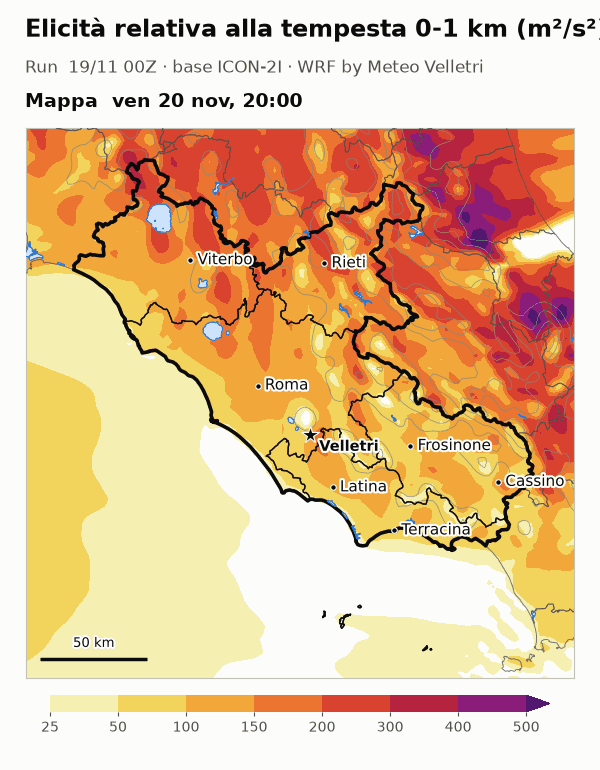 Elicità relativa alla tempesta 0-1 km (m²/s²)
Run 19/11 00Z · base ICON-2I · WRF by Meteo Velletri
Mappa ven 20 nov, 20:00
Viterbo
Rieti
Roma
Velletri
Frosinone
Latina
Cassino
Terracina
50 km
25 50 100 150 200 300 400 500